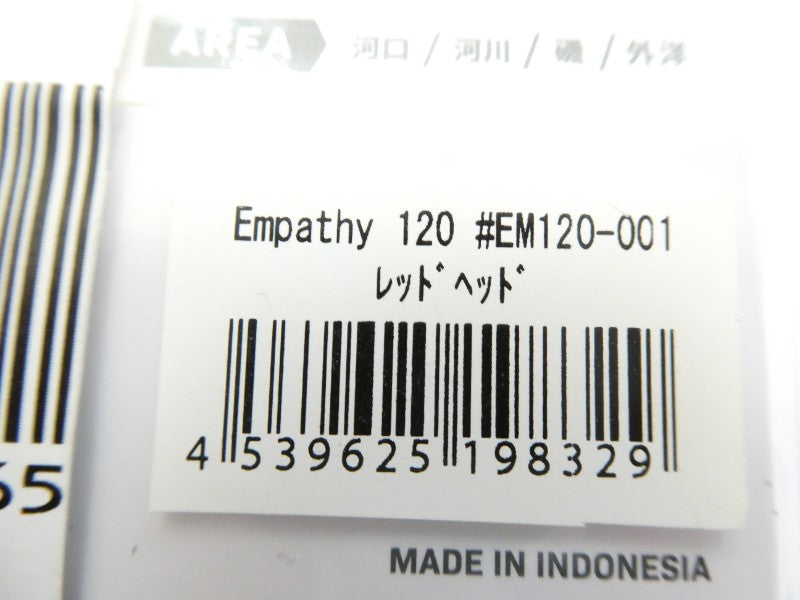 AREA 河口 / 河川 / 磯 / 外洋
Empathy 120 #EM120-001
ﾚｯﾄﾞﾍｯﾄﾞ
4 539625 198329
65
MADE IN INDONESIA